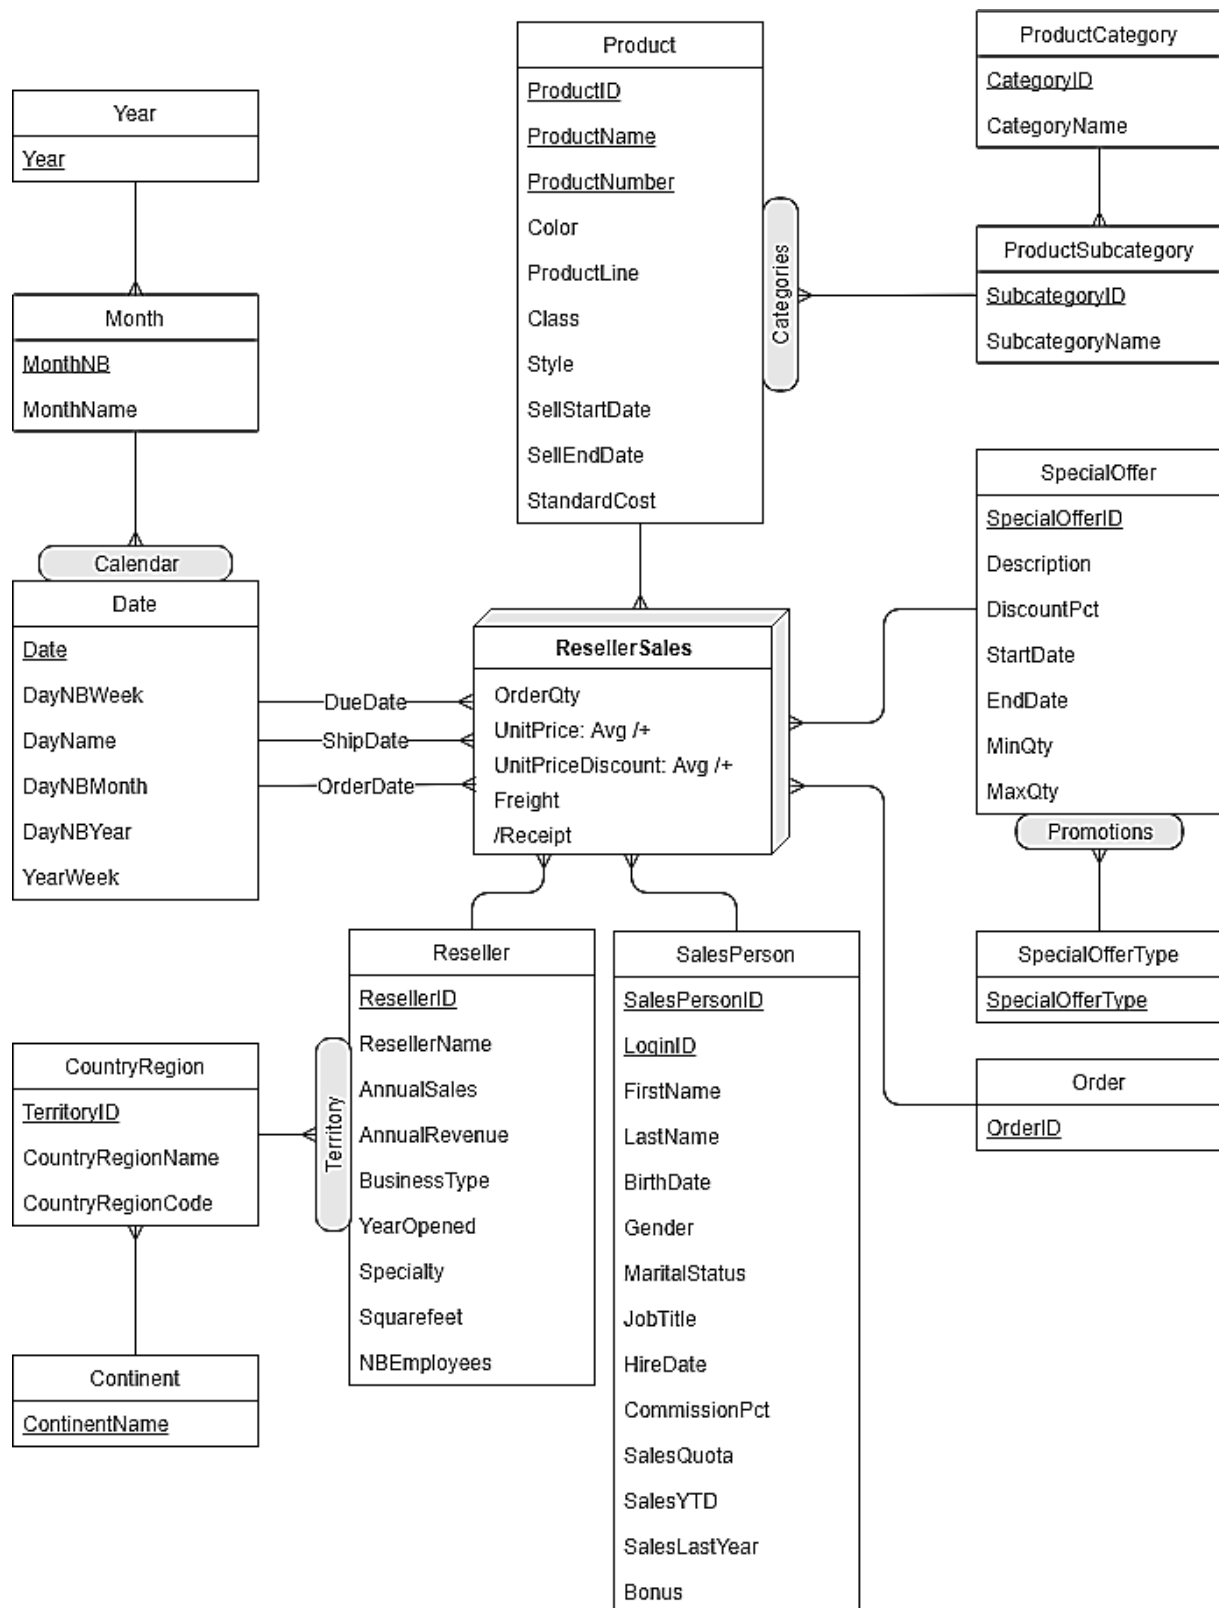 Product
ProductID
ProductName
ProductNumber
Color
ProductLine
Class
Style
SellStartDate
SellEndDate
StandardCost
ProductCategory
CategoryID
CategoryName
Year
Year
Categories
ProductSubcategory
SubcategoryID
SubcategoryName
Month
MonthNB
MonthName
Calendar
Date
Date
DayNBWeek
DayName
DayNBMonth
DayNBYear
YearWeek
DueDate
ShipDate
OrderDate
ResellerSales
OrderQty
UnitPrice: Avg /+
UnitPriceDiscount: Avg /+
Freight
/Receipt
SpecialOffer
SpecialOfferID
Description
DiscountPct
StartDate
EndDate
MinQty
MaxQty
Promotions
SpecialOfferType
SpecialOfferType
Order
OrderID
Reseller
ResellerID
ResellerName
AnnualSales
AnnualRevenue
BusinessType
YearOpened
Specialty
Squarefeet
NBEmployees
Territory
SalesPerson
SalesPersonID
LoginID
FirstName
LastName
BirthDate
Gender
MaritalStatus
JobTitle
HireDate
CommissionPct
SalesQuota
SalesYTD
SalesLastYear
Bonus
CountryRegion
TerritoryID
CountryRegionName
CountryRegionCode
Continent
ContinentName